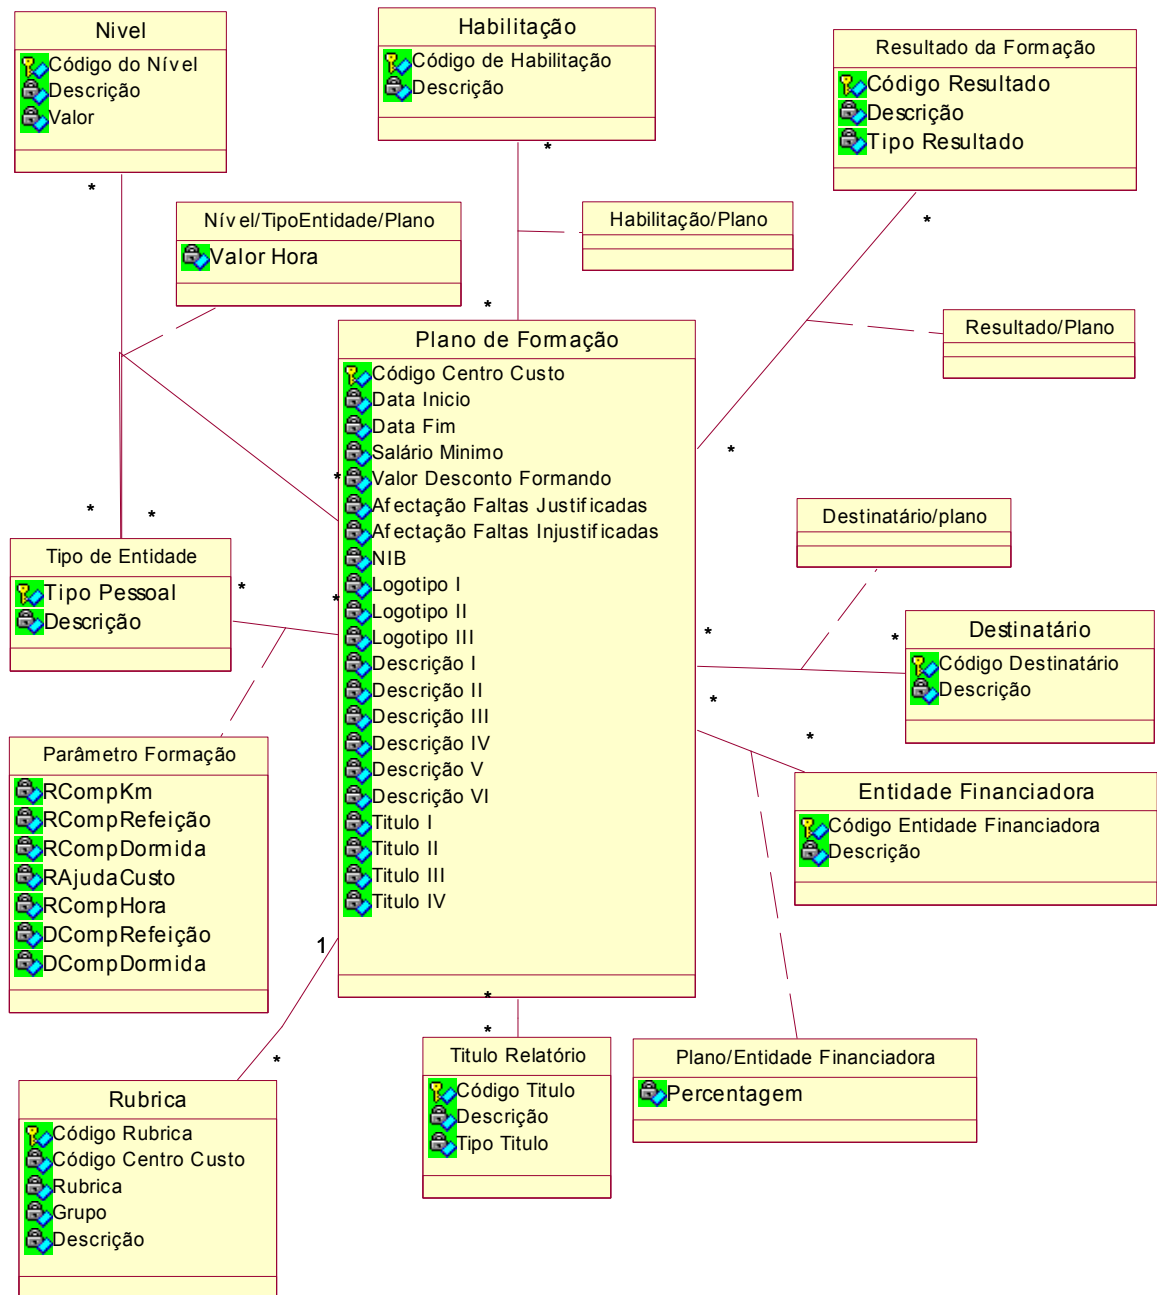 Nivel
Código do Nível
Descrição
Valor
*
Habilitação
Código de Habilitação
Descrição
*
Resultado da Formação
Código Resultado
Descrição
Tipo Resultado
*
Nível/TipoEntidade/Plano
Valor Hora
Habilitação/Plano
*
Resultado/Plano
*
Plano de Formação
Código Centro Custo
Data Inicio
Data Fim
Salário Minimo
Valor Desconto Formando
Afectação Faltas Justificadas
Afectação Faltas Injustificadas
NIB
Logotipo I
Logotipo II
Logotipo III
Descrição I
Descrição II
Descrição III
Descrição IV
Descrição V
Descrição VI
Titulo I
Titulo II
Titulo III
Titulo IV
*
*
*
*
Tipo de Entidade
Tipo Pessoal
Descrição
*
*
Destinatário/plano
*
*
Destinatário
Código Destinatário
Descrição
*
*
Entidade Financiadora
Código Entidade Financiadora
Descrição
Parâmetro Formação
RCompKm
RCompRefeição
RCompDormida
RAjudaCusto
RCompHora
DCompRefeição
DCompDormida
1
*
*
*
Titulo Relatório
Código Titulo
Descrição
Tipo Titulo
Plano/Entidade Financiadora
Percentagem
Rubrica
Código Rubrica
Código Centro Custo
Rubrica
Grupo
Descrição